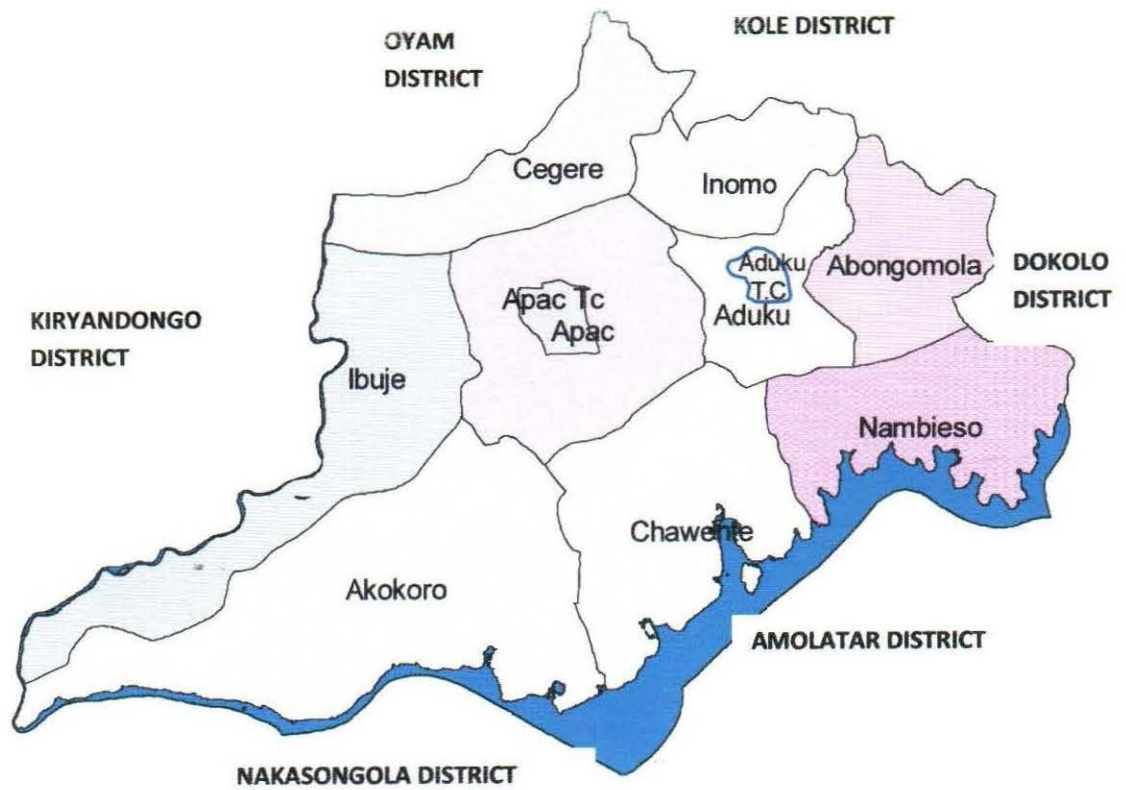 OYAM
DISTRICT
KOLE DISTRICT
Cegere
Inomo
Aduku
T.C
Abongomola
DOKOLO
DISTRICT
Apac Tc
Apac
Aduku
KIRYANDONGO
DISTRICT
Ibuje
Nambieso
Chawente
Akokoro
AMOLATAR DISTRICT
NAKASONGOLA DISTRICT